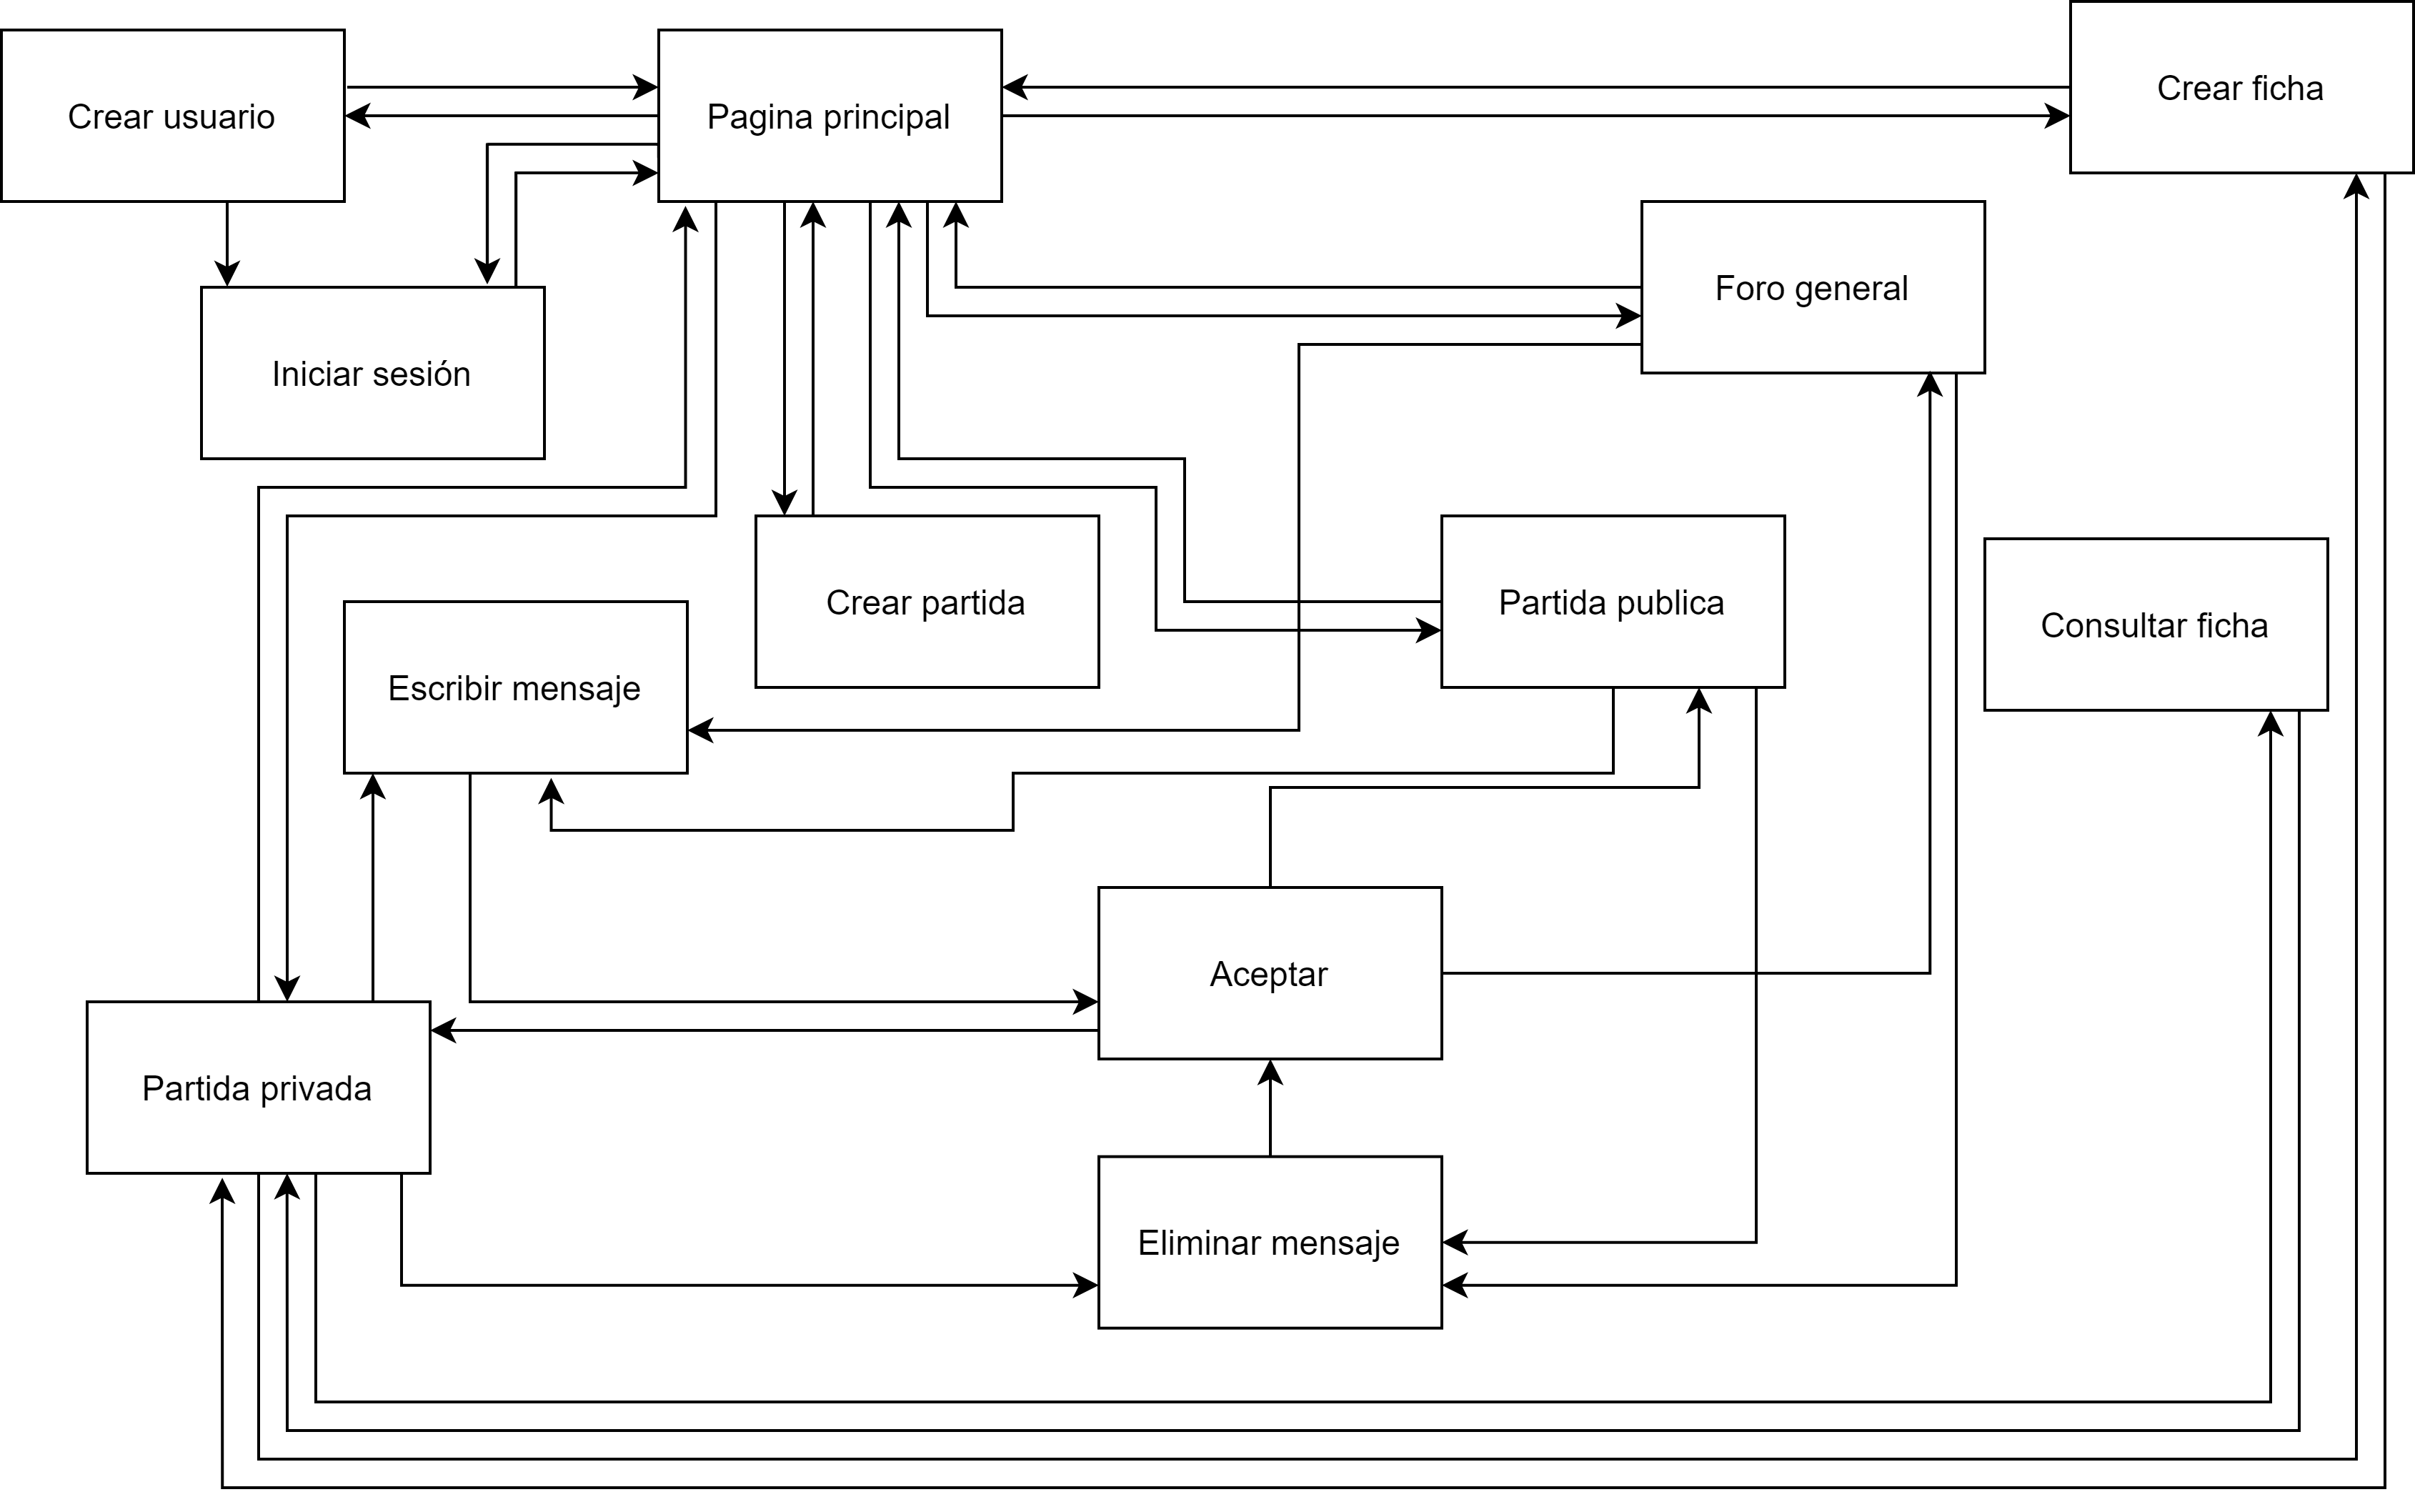 Crear usuario
Pagina principal
Crear ficha
Foro general
Iniciar sesión
Crear partida
Partida publica
Consultar ficha
Escribir mensaje
Aceptar
Partida privada
Eliminar mensaje